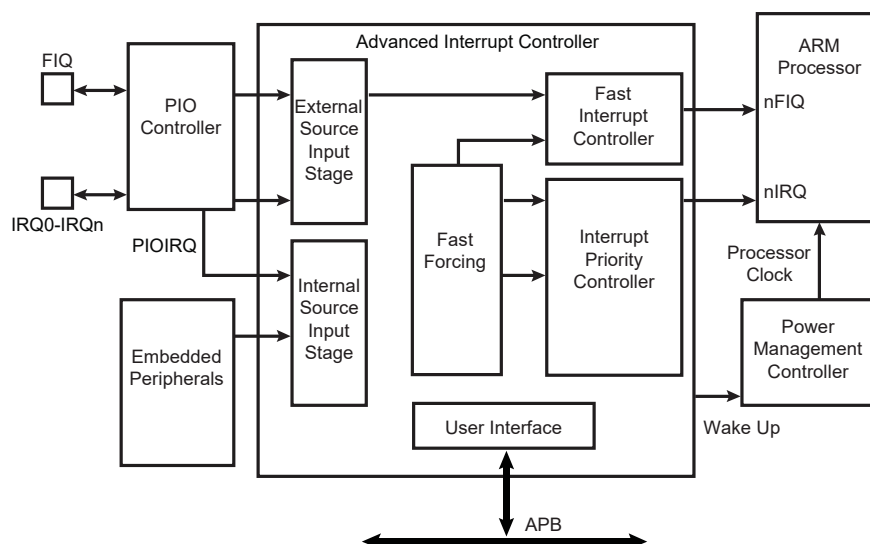 Advanced Interrupt Controller
FIQ
PIO
Controller
IRQ0-IRQn
PIOIRQ
External
Source
Input
Stage
Internal
Source
Input
Stage
Embedded
Peripherals
Fast
Forcing
Fast
Interrupt
Controller
Interrupt
Priority
Controller
ARM
Processor
nFIQ
nIRQ
Processor
Clock
Power
Management
Controller
Wake Up
User Interface
APB